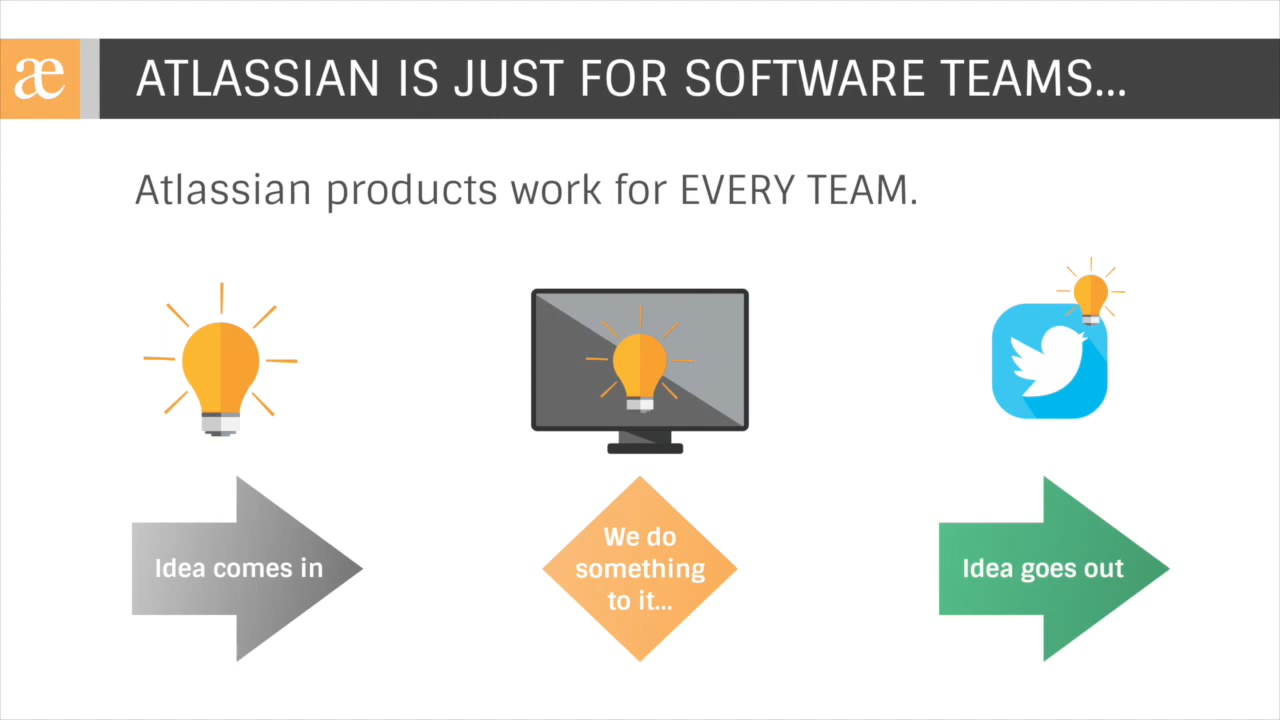 æ
ATLASSIAN IS JUST FOR SOFTWARE TEAMS...
Atlassian products work for EVERY TEAM.
Idea comes in
We do
something
to it...
Idea goes out